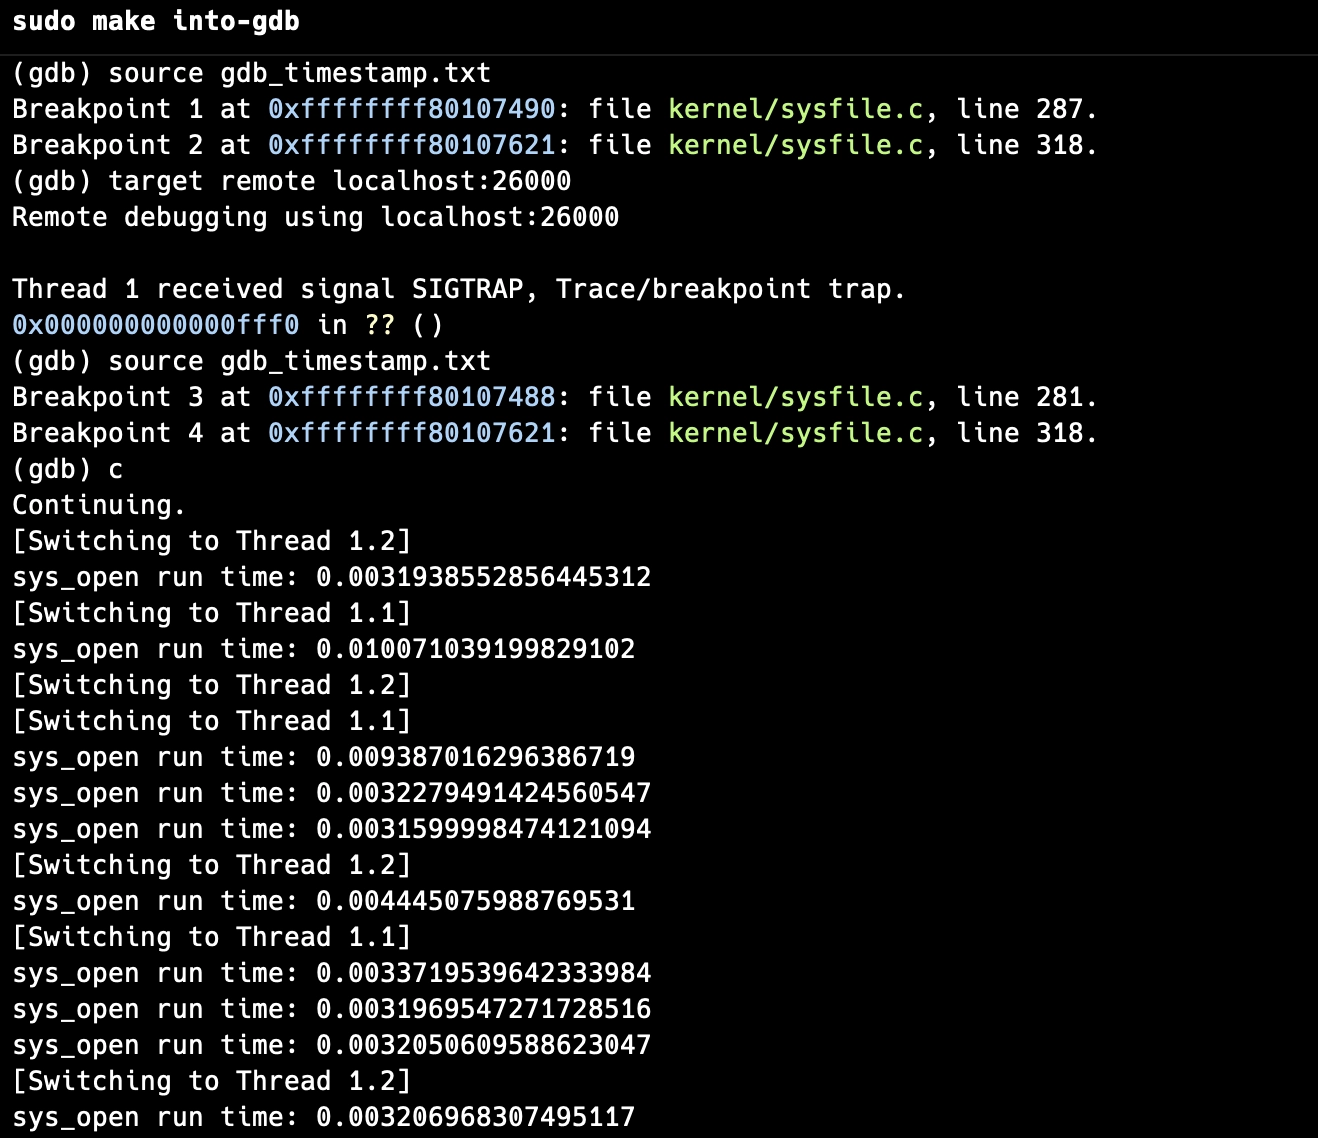 sudo make into-gdb
(gdb) source gdb_timestamp.txt
Breakpoint 1 at 0xffffffff80107490: file kernel/sysfile.c, line 287.
Breakpoint 2 at 0xffffffff80107621: file kernel/sysfile.c, line 318.
(gdb) target remote localhost:26000
Remote debugging using localhost:26000
Thread 1 received signal SIGTRAP, Trace/breakpoint trap.
0x000000000000fff0 in ?? ()
(gdb) source gdb_timestamp.txt
Breakpoint 3 at 0xffffffff80107488: file kernel/sysfile.c, line 281.
Breakpoint 4 at 0xffffffff80107621: file kernel/sysfile.c, line 318.
(gdb) c
Continuing.
[Switching to Thread 1.2]
sys_open run time: 0.0031938552856445312
[Switching to Thread 1.1]
sys_open run time: 0.010071039199829102
[Switching to Thread 1.2]
[Switching to Thread 1.1]
sys_open run time: 0.009387016296386719
sys_open run time: 0.0032279491424560547
sys_open run time: 0.0031599998474121094
[Switching to Thread 1.2]
sys_open run time: 0.004445075988769531
[Switching to Thread 1.1]
sys_open run time: 0.0033719539642333984
sys_open run time: 0.0031969547271728516
sys_open run time: 0.0032050609588623047
[Switching to Thread 1.2]
sys_open run time: 0.003206968307495117